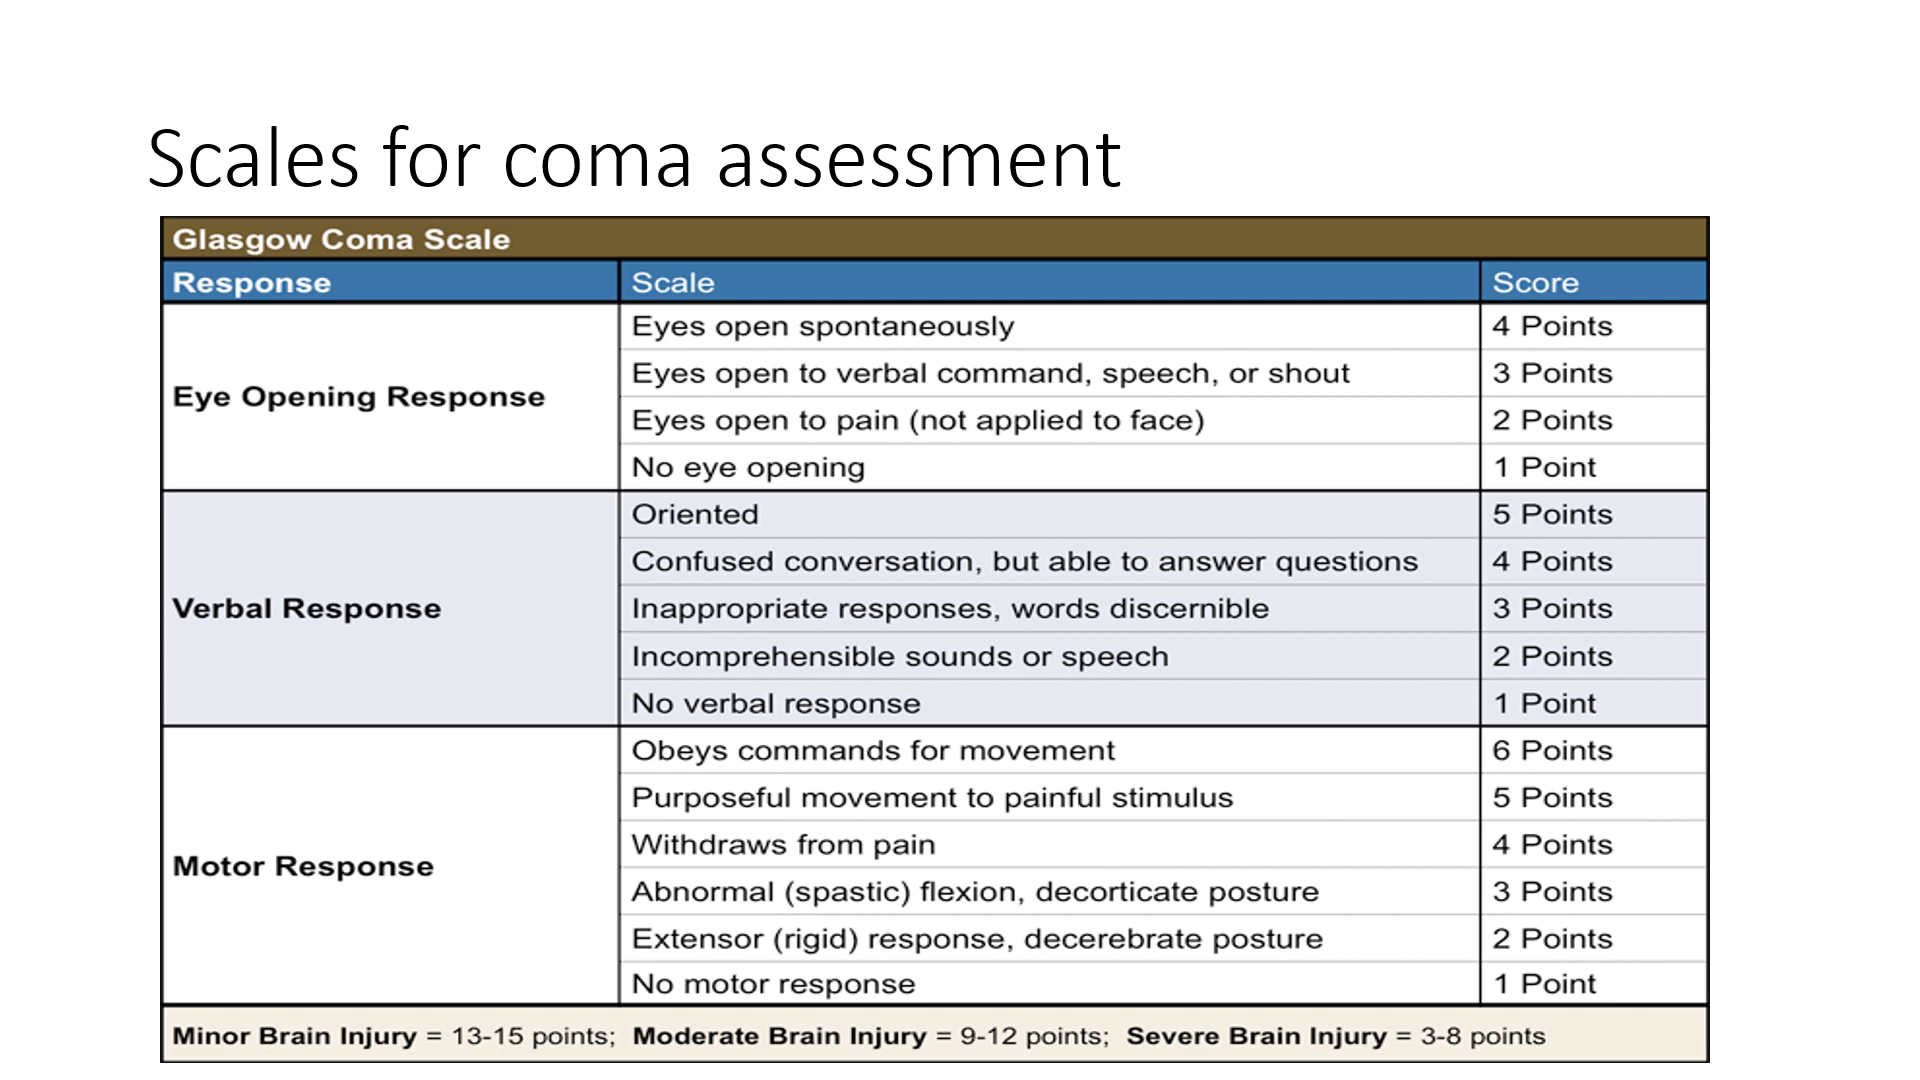 Scales for coma assessment
Glasgow Coma Scale
Response Scale Score
Eye Opening Response
Eyes open spontaneously 4 Points
Eyes open to verbal command, speech, or shout 3 Points
Eyes open to pain (not applied to face) 2 Points
No eye opening 1 Point
Verbal Response
Oriented 5 Points
Confused conversation, but able to answer questions 4 Points
Inappropriate responses, words discernible 3 Points
Incomprehensible sounds or speech 2 Points
No verbal response 1 Point
Motor Response
Obeys commands for movement 6 Points
Purposeful movement to painful stimulus 5 Points
Withdraws from pain 4 Points
Abnormal (spastic) flexion, decorticate posture 3 Points
Extensor (rigid) response, decerebrate posture 2 Points
No motor response 1 Point
Minor Brain Injury = 13-15 points; Moderate Brain Injury = 9-12 points; Severe Brain Injury = 3-8 points